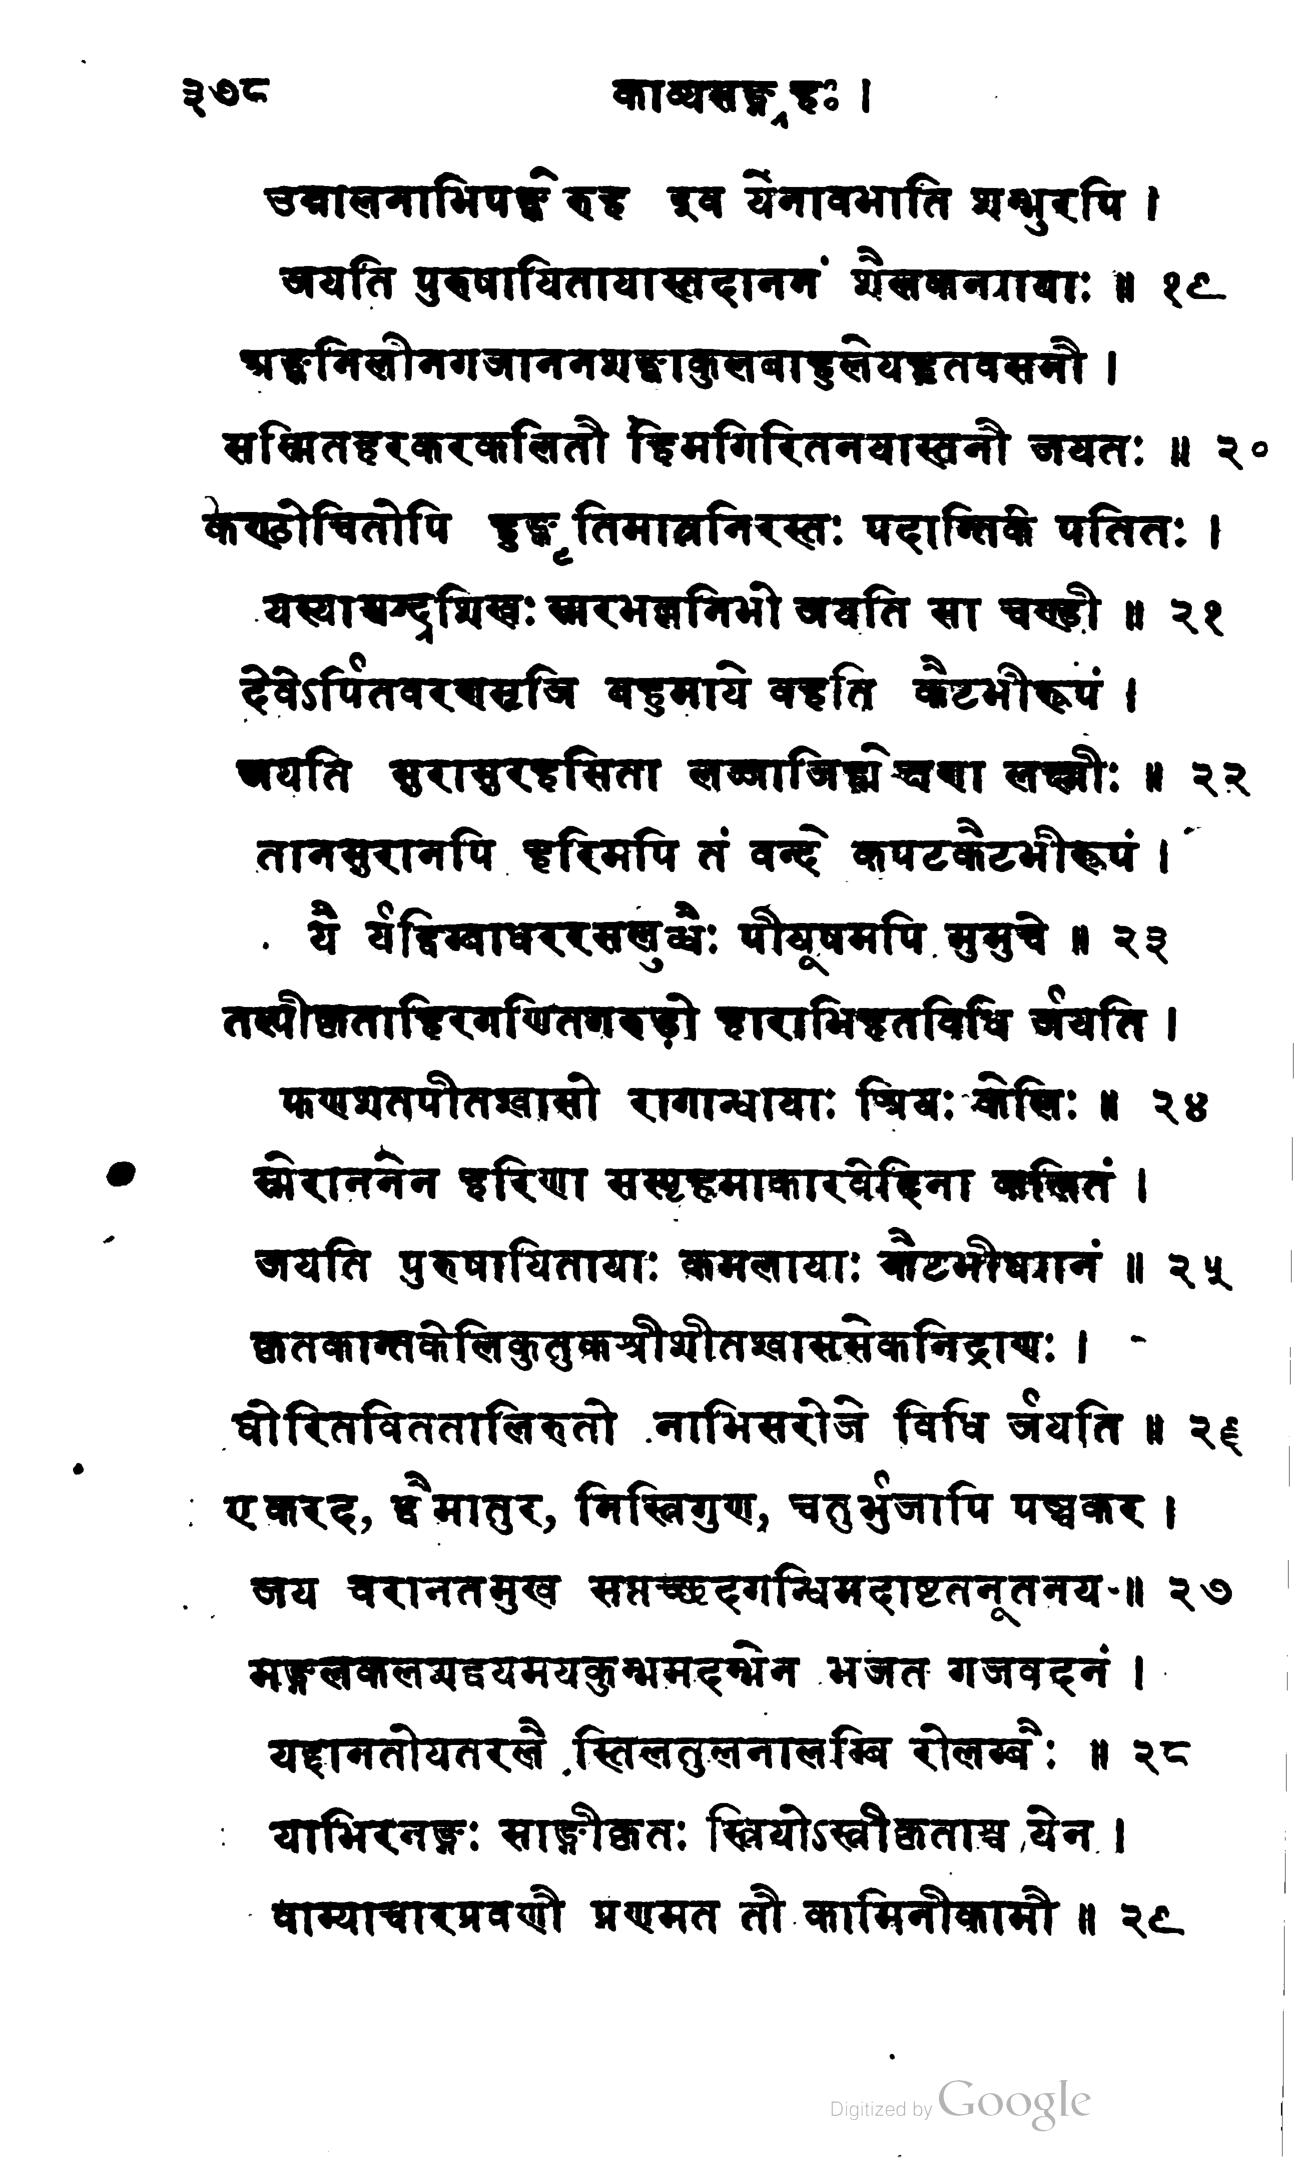 ३७८ काव्यसङ्ग्रहः ।
उन्नालनाभिपङ्केरुह इव येनावभाति शम्भुरपि ।
जयति पुरुषायितायास्तदाननं शैलकन्यायाः ॥ १९
अङ्कनिलीनगजाननशङ्काकुलबाहुलेयहृतवसनौ ।
सस्मितहरकरकलितौ हिमगिरितनयास्तनौ जयतः ॥ २०
कण्ठोचितोपि हुङ्कृतिमात्रनिरस्तः पदान्तिके पतितः ।
यस्याश्चन्द्रशिखः स्मरभल्लनिभो जयति सा चण्डी ॥ २१
देवेऽर्पितवरणसृजि बहुमाये वहति कैटभीरूपं ।
जयति सुरासुरहसिता लज्जाजिह्मेक्षणा लक्ष्मीः ॥ २२
तानसुरानपि हरिमपि तं वन्दे कपटकैटभीरूपं ।
यै र्यद्बिम्बाधररसलुब्धैः पीयूषमपि मुमुचे ॥ २३
तल्पीकृताहिरगणितगरुड़ो हाराभिहतविधि र्जयति ।
फणशतपीतश्वासो रागान्धायाः श्रियः केलिः ॥ २४
स्मेराननेन हरिणा सस्पृहमाकारवेदिना कलितं ।
जयति पुरुषायितायाः कमलायाः कैटभीध्यानं ॥ २५
कृतकान्तकेलिकुतुकश्रीशीतश्वाससेकनिद्राणः ।
घोरितविततालिरुतो नाभिसरोजे विधि र्जयति ॥ २६
एकरद, द्वैमातुर, निस्त्रिगुण, चतुर्भुजापि पञ्चकर ।
जय षरानतमुख सप्तच्छदगन्धिमदाष्टतनूतनय ॥ २७
मङ्गलकलशद्वयमयकुम्भमदम्भेन भजत गजवदनं ।
यद्दानतोयतरलै स्तिलतुलनालम्बि रोलम्बैः ॥ २८
याभिरनङ्गः साङ्गीकृतः स्त्रियोऽस्त्रीकृताश्च येन ।
वाम्याचारप्रवणौ प्रणमत तौ कामिनीकामौ ॥ २९
Digitized by Google